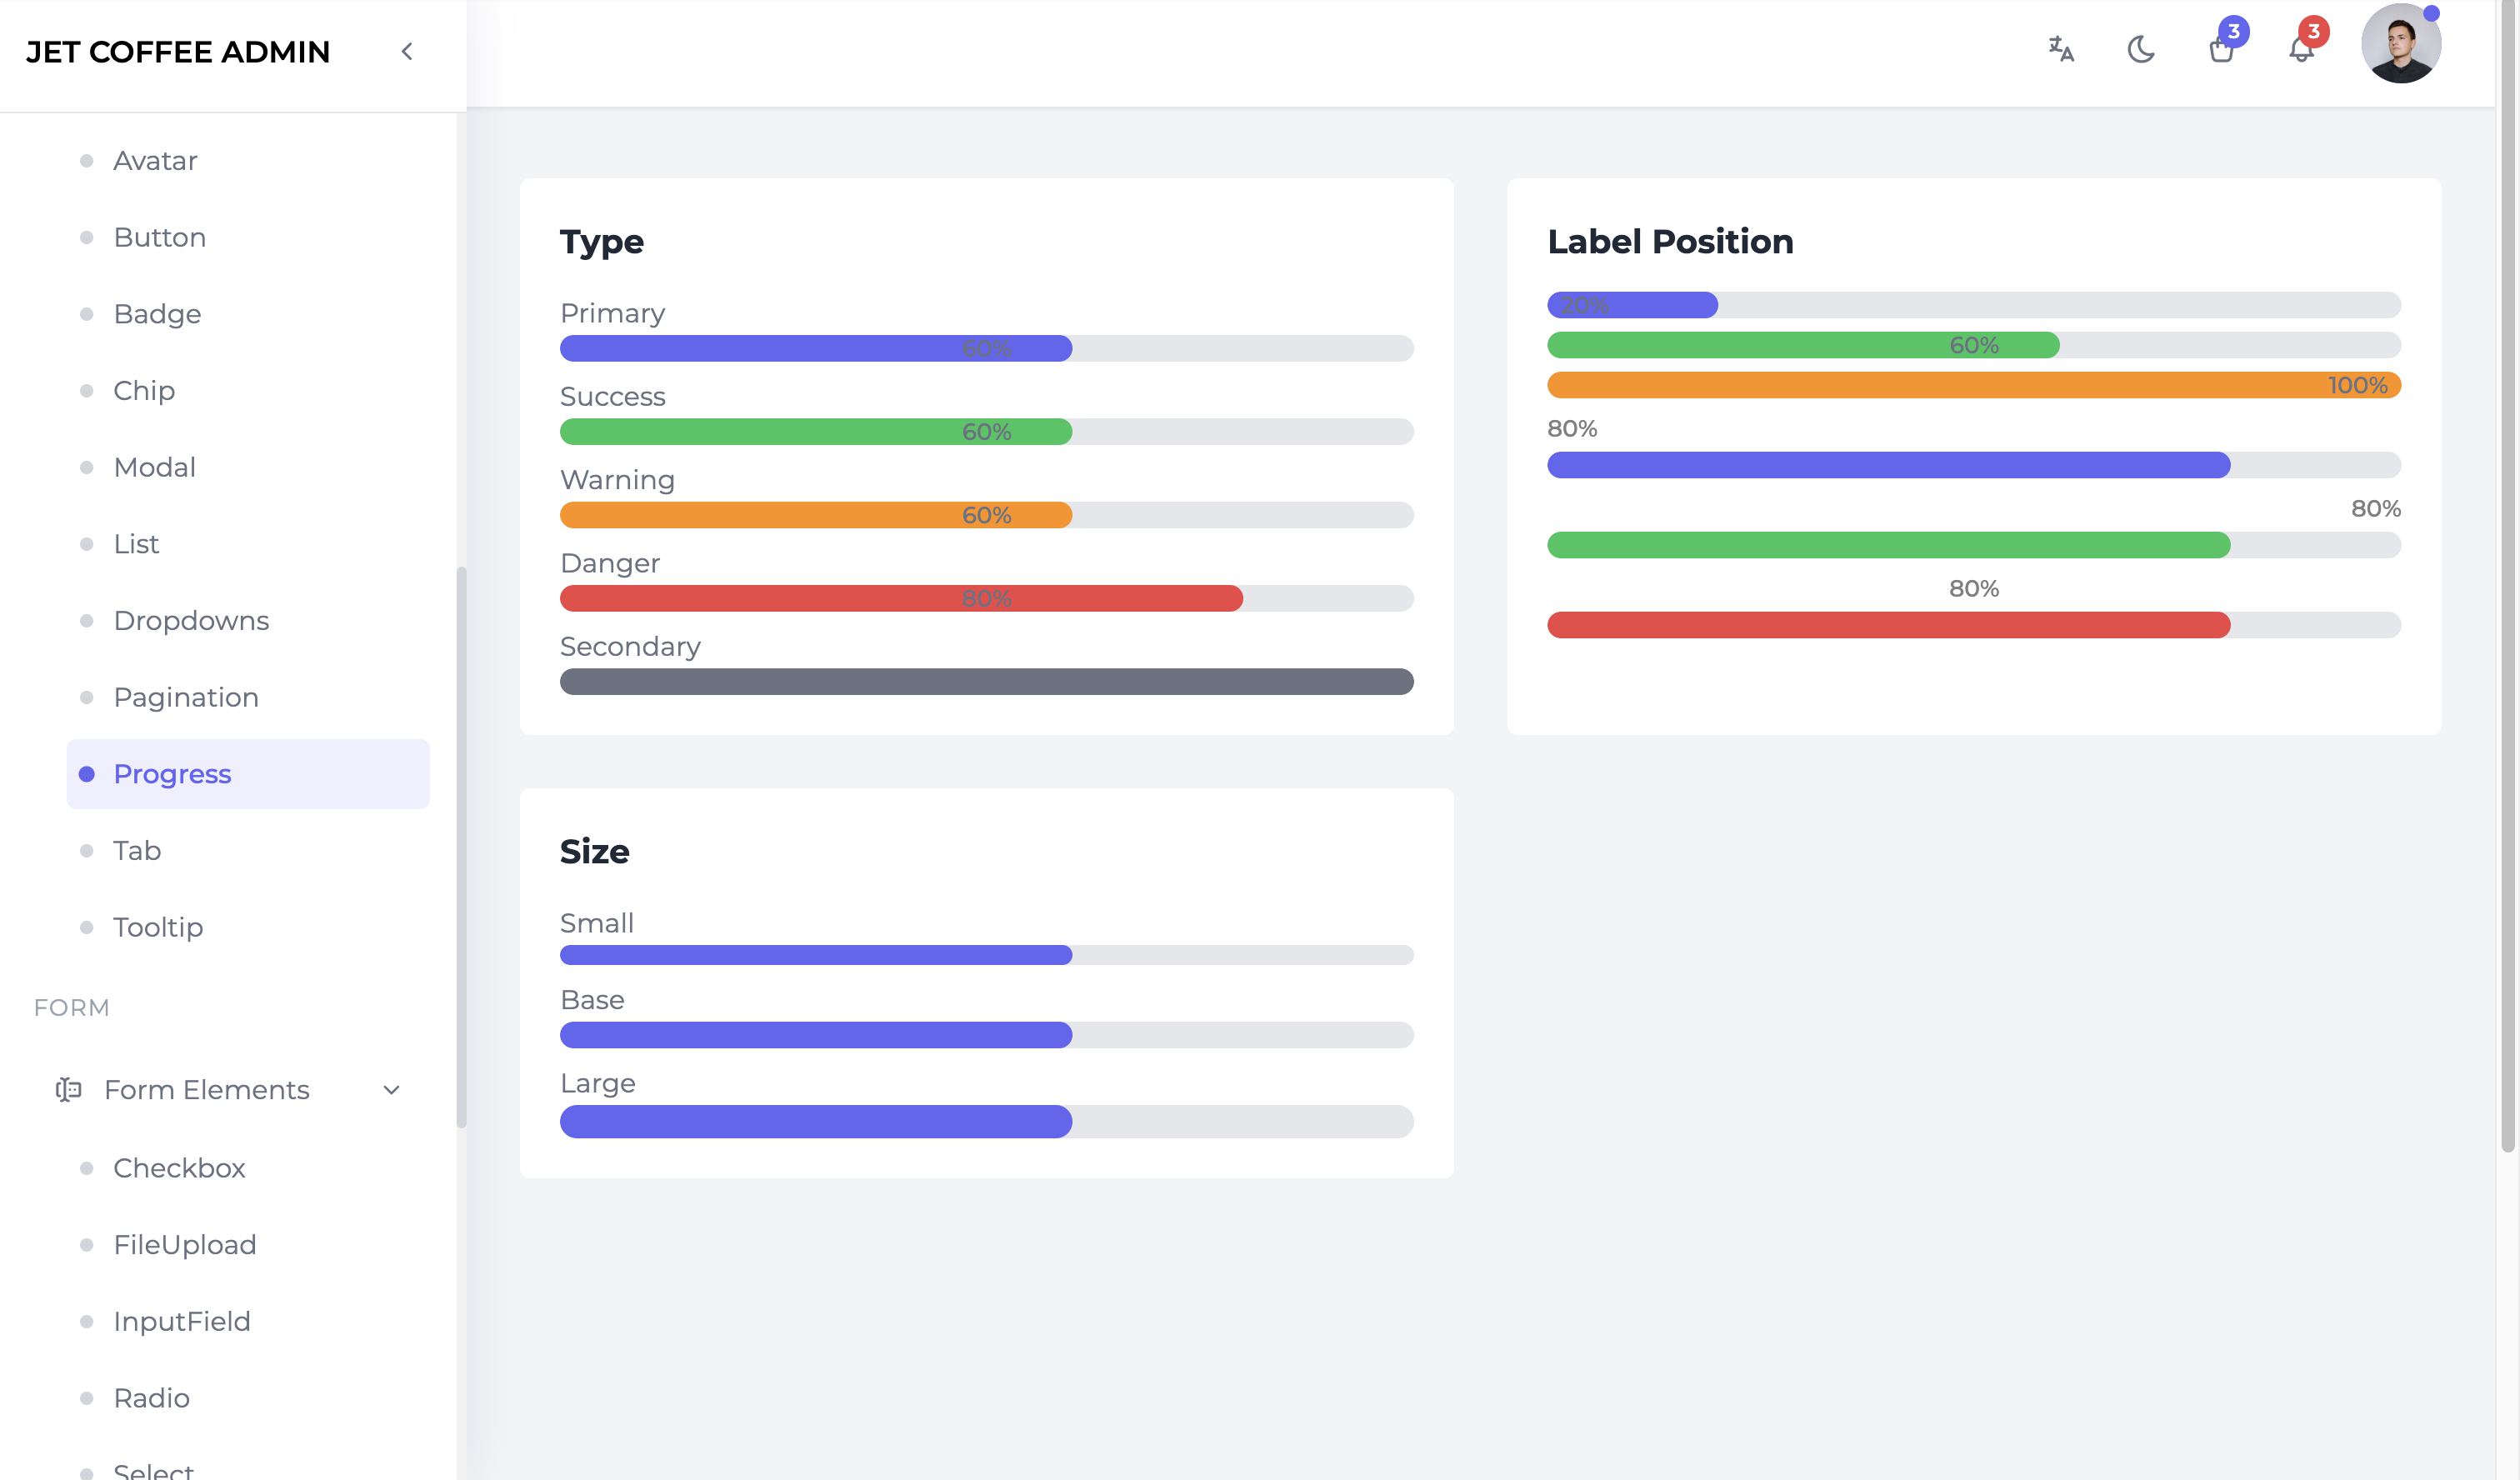 JET COFFEE ADMIN
3
3
Avatar
Button
Badge
Chip
Modal
List
Dropdowns
Pagination
Progress
Tab
Tooltip
FORM
Form Elements
Checkbox
FileUpload
InputField
Radio
Select
Type
Primary
60%
Success
60%
Warning
60%
Danger
80%
Secondary
Label Position
20%
60%
100%
80%
80%
80%
Size
Small
Base
Large